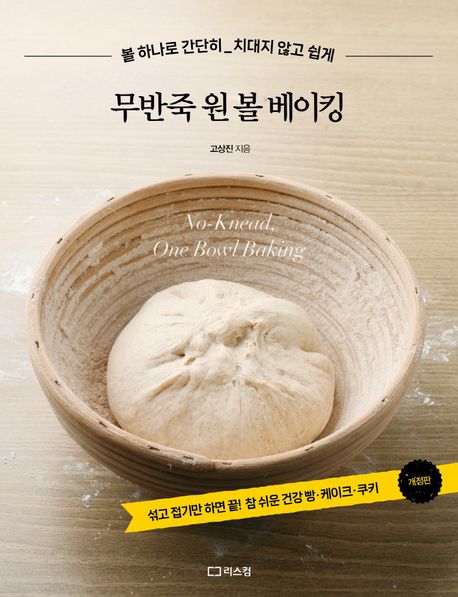 볼 하나로 간단히_치대지 않고 쉽게
무반죽 원 볼 베이킹
고상진 지음
No-Knead,
One Bowl Baking
섞고 접기만 하면 끝! 참 쉬운 건강 빵·케이크·쿠키
개정판
리스컴